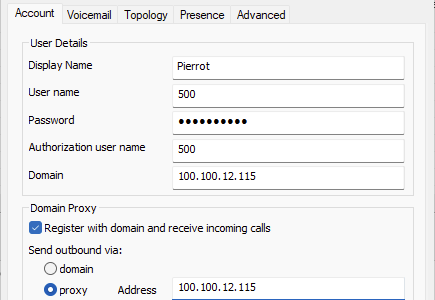 Account Voicemail Topology Presence Advanced
User Details
Display Name Pierrot
User name 500
Password ●●●●●●●●●●
Authorization user name 500
Domain 100.100.12.115
Domain Proxy
Register with domain and receive incoming calls
Send outbound via:
domain
proxy Address 100.100.12.115